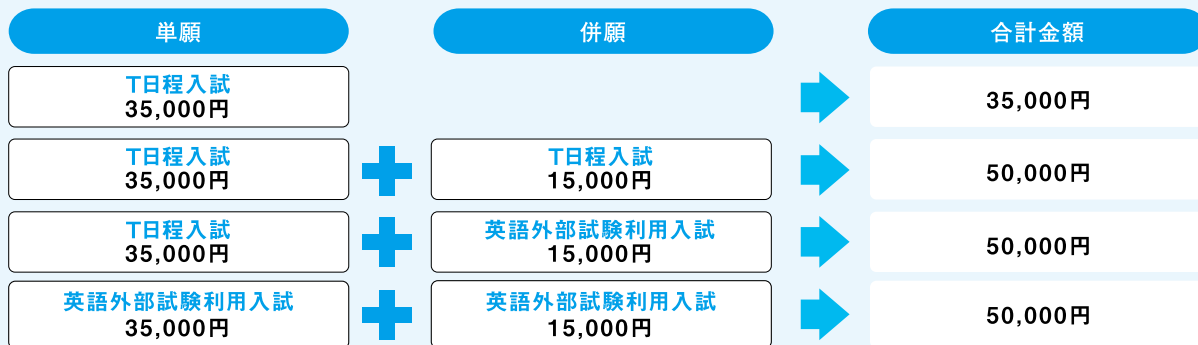 単願
併願
合計金額
T日程入試
35,000円
35,000円
T日程入試
35,000円
T日程入試
15,000円
50,000円
T日程入試
35,000円
英語外部試験利用入試
15,000円
50,000円
英語外部試験利用入試
35,000円
英語外部試験利用入試
15,000円
50,000円